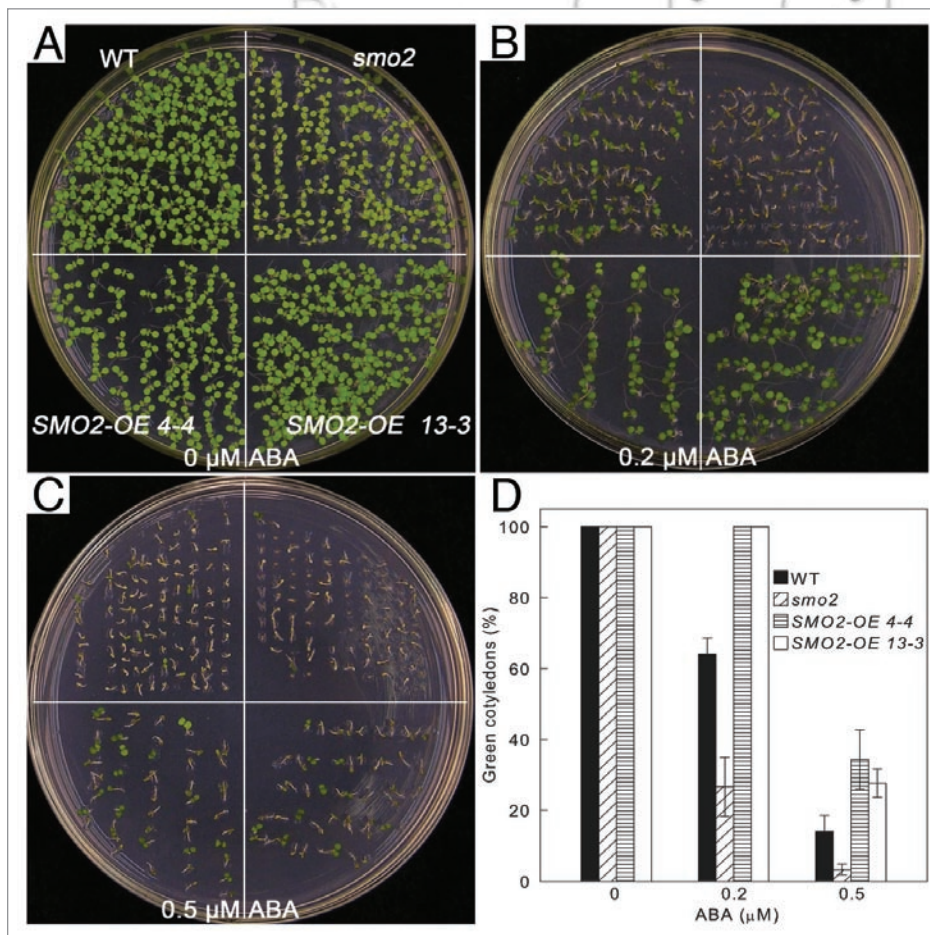 A
WT
smo2
SMO2-OE 4-4
SMO2-OE 13-3
0 µM ABA
B
0.2 µM ABA
C
0.5 µM ABA
D
100
80
60
40
20
0
Green cotyledons (%)
WT
smo2
SMO2-OE 4-4
SMO2-OE 13-3
0
0.2
0.5
ABA (µM)